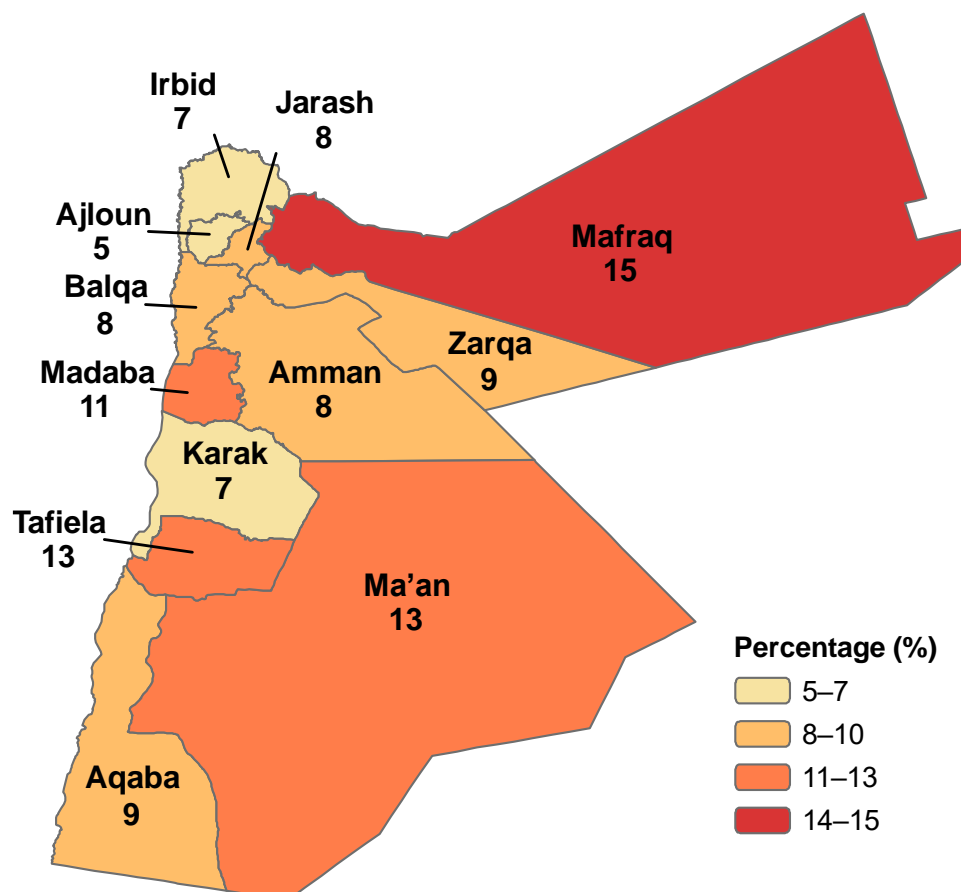 Irbid
7
Jarash
8
Ajloun
5
Mafraq
15
Balqa
8
Zarqa
9
Madaba
11
Amman
8
Karak
7
Tafiela
13
Ma’an
13
Aqaba
9
Percentage (%)
5–7
8–10
11–13
14–15